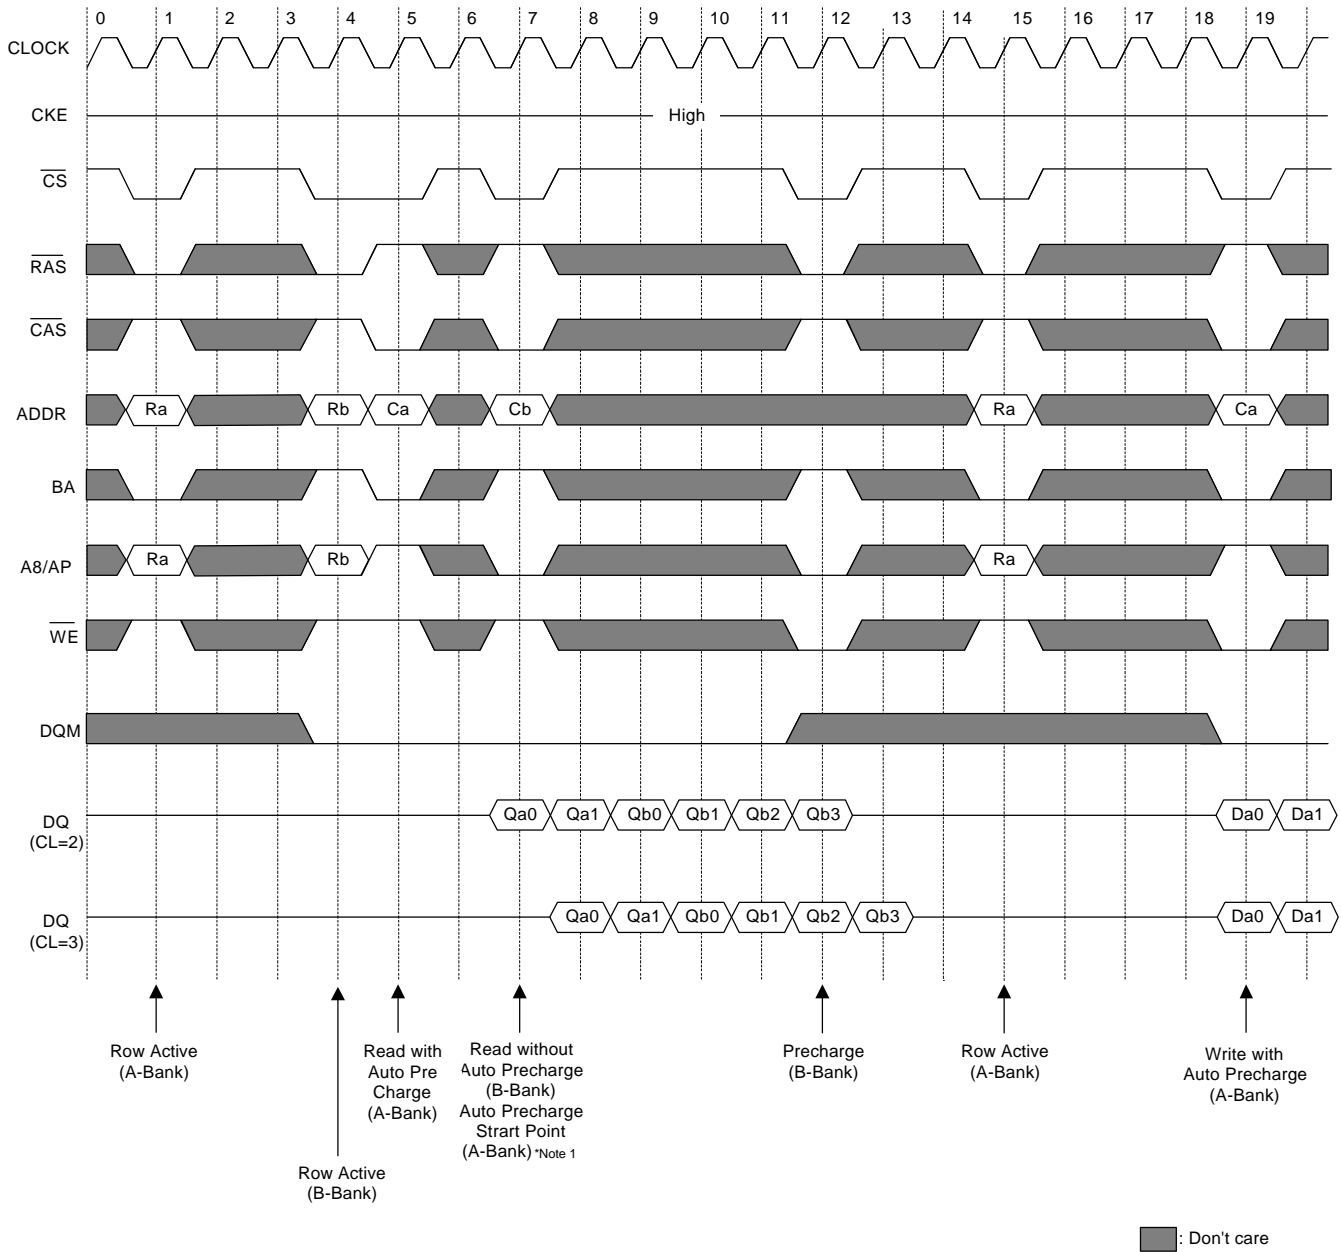 0 1 2 3 4 5 6 7 8 9 10 11 12 13 14 15 16 17 18 19
CLOCK
CKE
High
CS
RAS
CAS
ADDR
Ra Rb Ca Cb Ra Ca
BA
A8/AP
Ra Rb Ra
WE
DQM
DQ
(CL=2)
Qa0 Qa1 Qb0 Qb1 Qb2 Qb3 Da0 Da1
DQ
(CL=3)
Qa0 Qa1 Qb0 Qb1 Qb2 Qb3 Da0 Da1
Row Active
(A-Bank)
Row Active
(B-Bank)
Read with
Auto Pre
Charge
(A-Bank)
Read without
Auto Precharge
(B-Bank)
Auto Precharge
Strart Point
(A-Bank) *Note 1
Precharge
(B-Bank)
Row Active
(A-Bank)
Write with
Auto Precharge
(A-Bank)
: Don't care